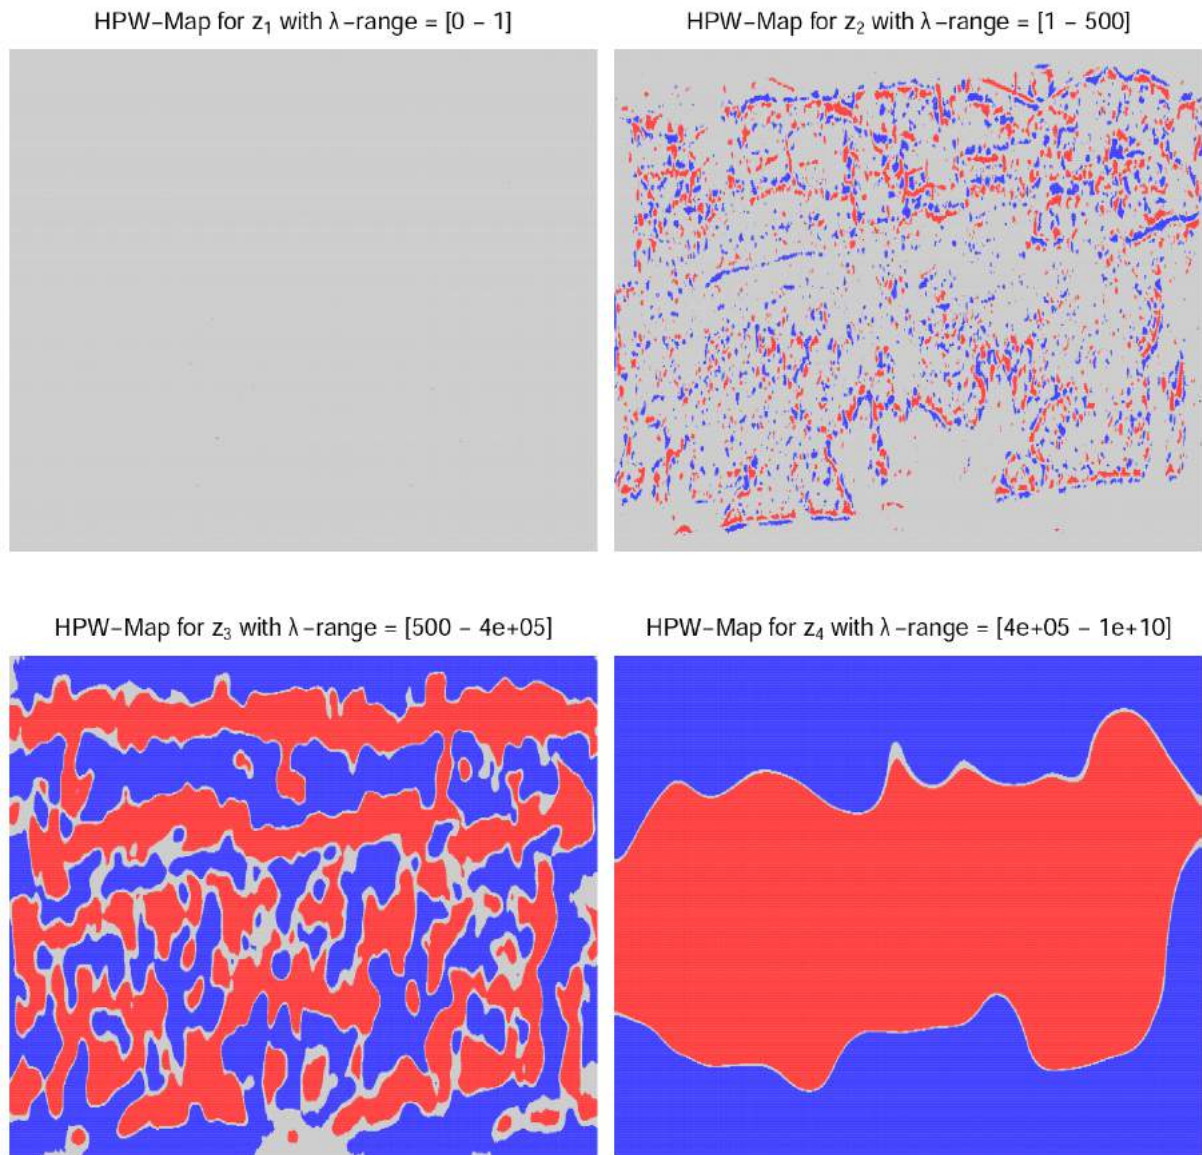 HPW–Map for z₁ with λ–range = [0 – 1]
HPW–Map for z₂ with λ–range = [1 – 500]
HPW–Map for z₃ with λ–range = [500 – 4e+05]
HPW–Map for z₄ with λ–range = [4e+05 – 1e+10]